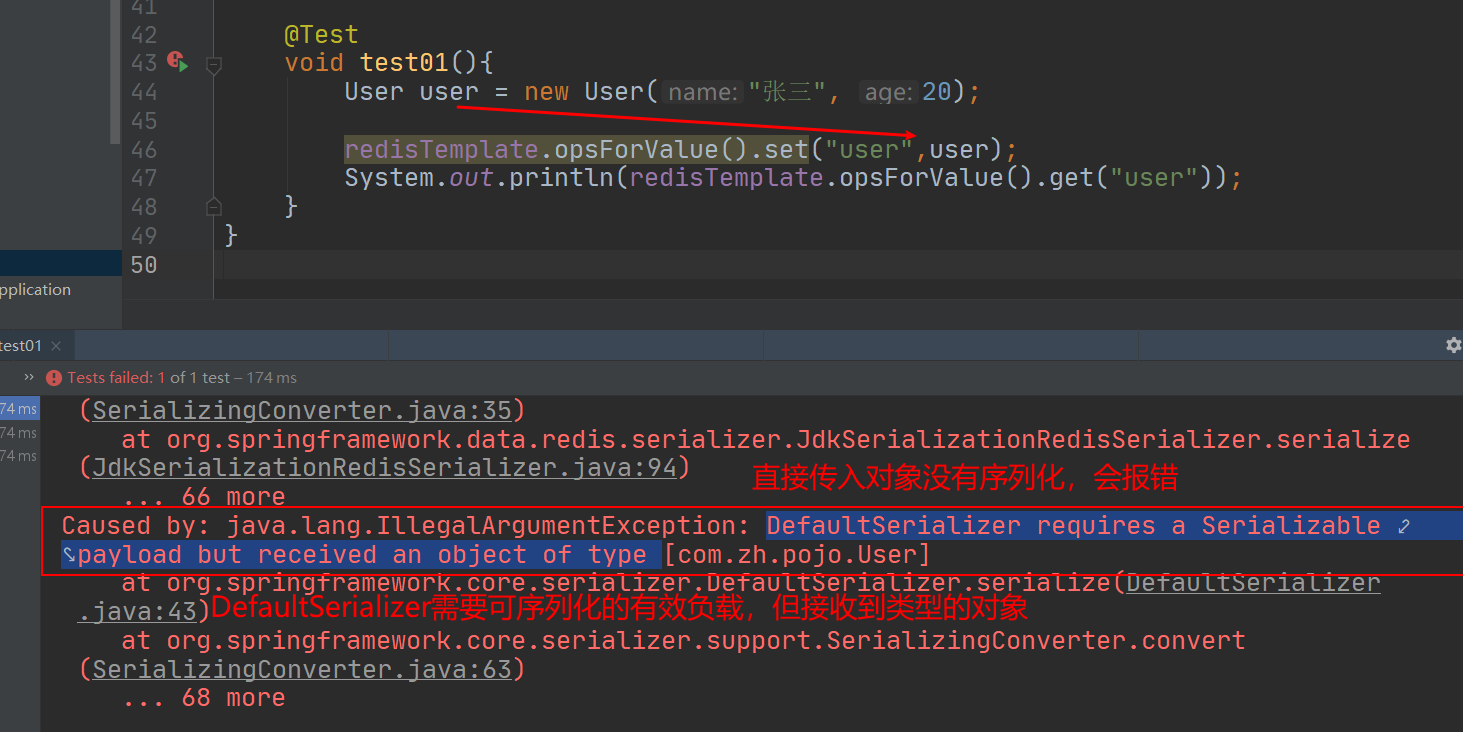 41
42 @Test
43 void test01(){
44 User user = new User( name: "张三", age: 20);
45
46 redisTemplate.opsForValue().set("user",user);
47 System.out.println(redisTemplate.opsForValue().get("user"));
48 }
49 }
50
pplication
test01 ×
» Tests failed: 1 of 1 test – 174 ms
74 ms (SerializingConverter.java:35)
74 ms at org.springframework.data.redis.serializer.JdkSerializationRedisSerializer.serialize
74 ms (JdkSerializationRedisSerializer.java:94)
直接传入对象没有序列化，会报错
... 66 more
Caused by: java.lang.IllegalArgumentException: DefaultSerializer requires a Serializable
payload but received an object of type [com.zh.pojo.User]
at org.springframework.core.serializer.DefaultSerializer.serialize(DefaultSerializer
.java:43)
DefaultSerializer需要可序列化的有效负载，但接收到类型的对象
at org.springframework.core.serializer.support.SerializingConverter.convert
(SerializingConverter.java:63)
... 68 more